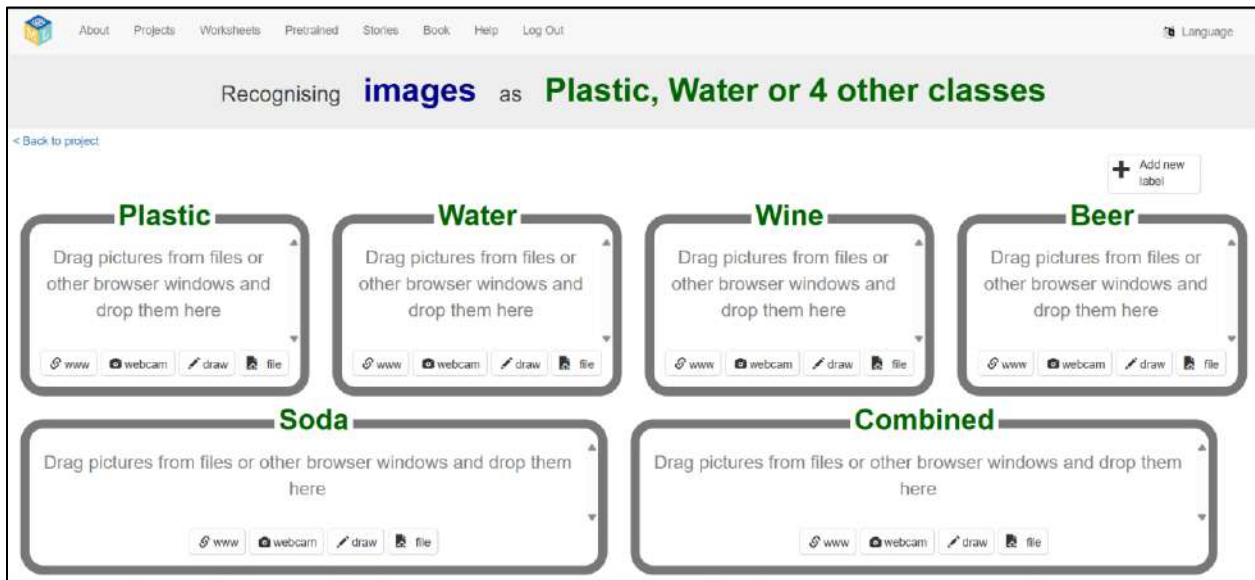 About Projects Worksheets Pretrained Stories Book Help Log Out Language
Recognising images as Plastic, Water or 4 other classes
< Back to project
Add new
label
Plastic
Drag pictures from files or
other browser windows and
drop them here
www webcam draw file
Water
Drag pictures from files or
other browser windows and
drop them here
www webcam draw file
Wine
Drag pictures from files or
other browser windows and
drop them here
www webcam draw file
Beer
Drag pictures from files or
other browser windows and
drop them here
www webcam draw file
Soda
Drag pictures from files or other browser windows and drop them
here
www webcam draw file
Combined
Drag pictures from files or other browser windows and drop them
here
www webcam draw file